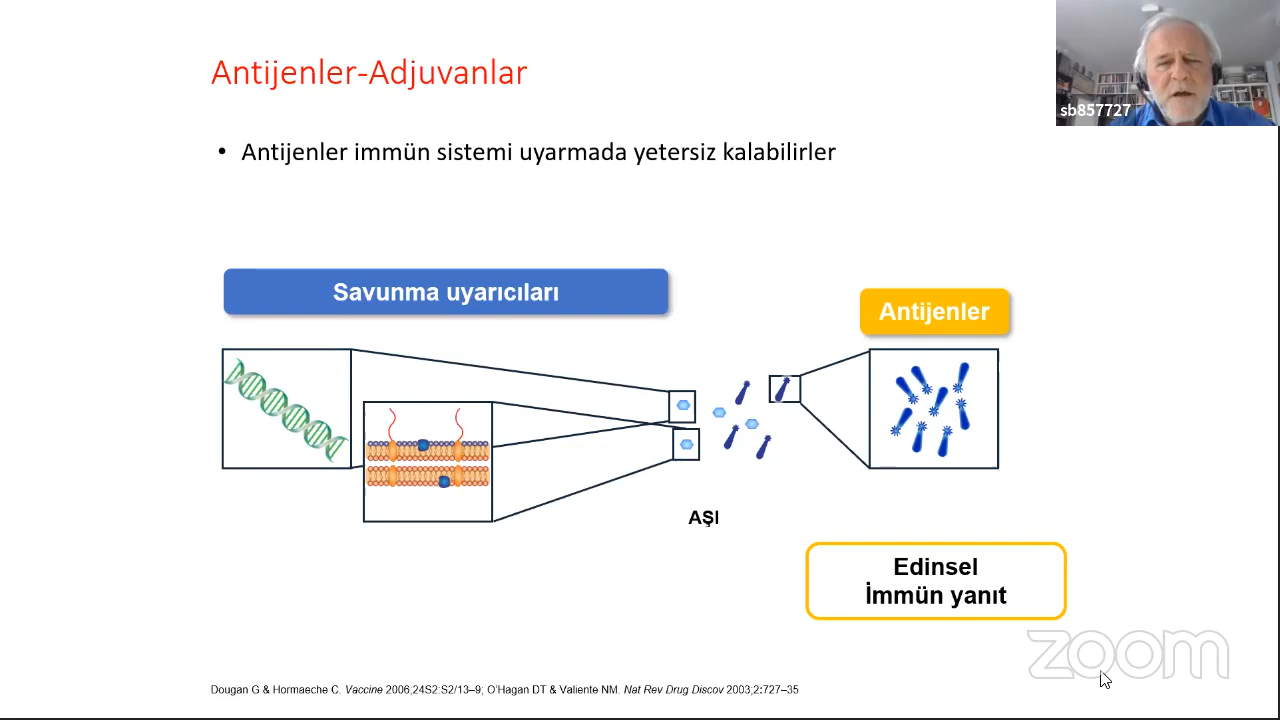 Antijenler-Adjuvanlar
sb857727
• Antijenler immün sistemi uyarmada yetersiz kalabilirler
Savunma uyarıcıları
Antijenler
AŞI
Edinsel
İmmün yanıt
zoom
Dougan G & Hormaeche C. Vaccine 2006;24S2:S2/13–9; O'Hagan DT & Valiente NM. Nat Rev Drug Discov 2003;2:727–35